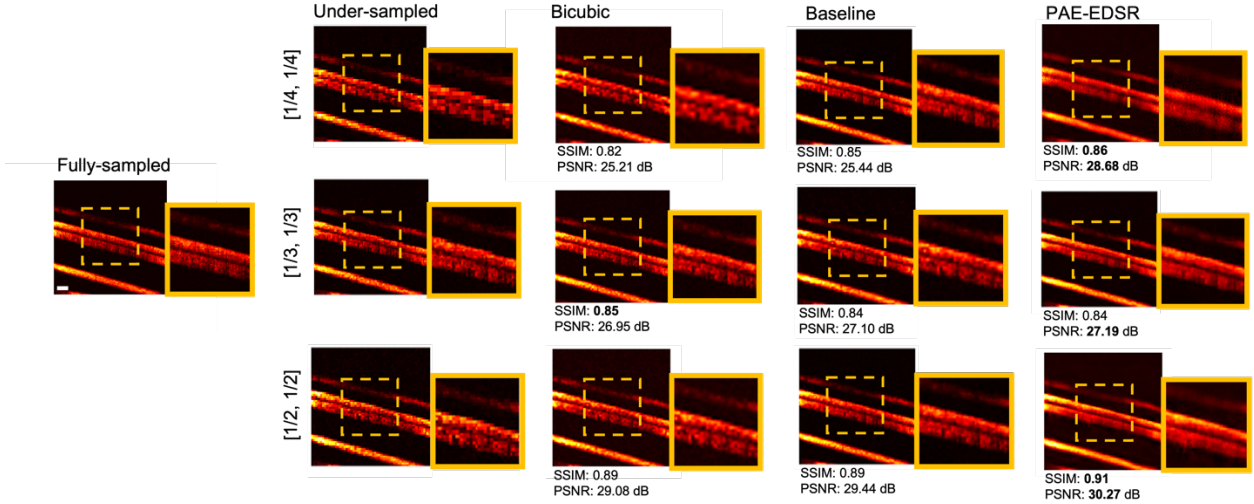 Under-sampled
Bicubic
Baseline
PAE-EDSR
[1/4, 1/4]
SSIM: 0.82
PSNR: 25.21 dB
SSIM: 0.85
PSNR: 25.44 dB
SSIM: 0.86
PSNR: 28.68 dB
Fully-sampled
[1/3, 1/3]
SSIM: 0.85
PSNR: 26.95 dB
SSIM: 0.84
PSNR: 27.10 dB
SSIM: 0.84
PSNR: 27.19 dB
[1/2, 1/2]
SSIM: 0.89
PSNR: 29.08 dB
SSIM: 0.89
PSNR: 29.44 dB
SSIM: 0.91
PSNR: 30.27 dB